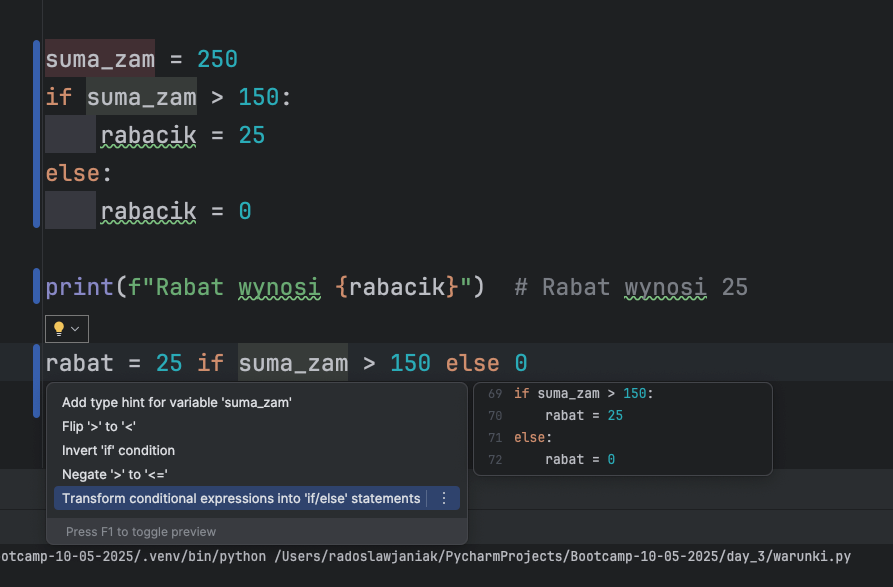 suma_zam = 250
if suma_zam > 150:
rabacik = 25
else:
rabacik = 0
print(f"Rabat wynosi {rabacik}")  # Rabat wynosi 25
rabat = 25 if suma_zam > 150 else 0
Add type hint for variable 'suma_zam'
Flip '>' to '<'
Invert 'if' condition
Negate '>' to '<='
Transform conditional expressions into 'if/else' statements
Press F1 to toggle preview
69 if suma_zam > 150:
70 rabat = 25
71 else:
72 rabat = 0
ootcamp-10-05-2025/.venv/bin/python /Users/radoslawjaniak/PycharmProjects/Bootcamp-10-05-2025/day_3/warunki.py